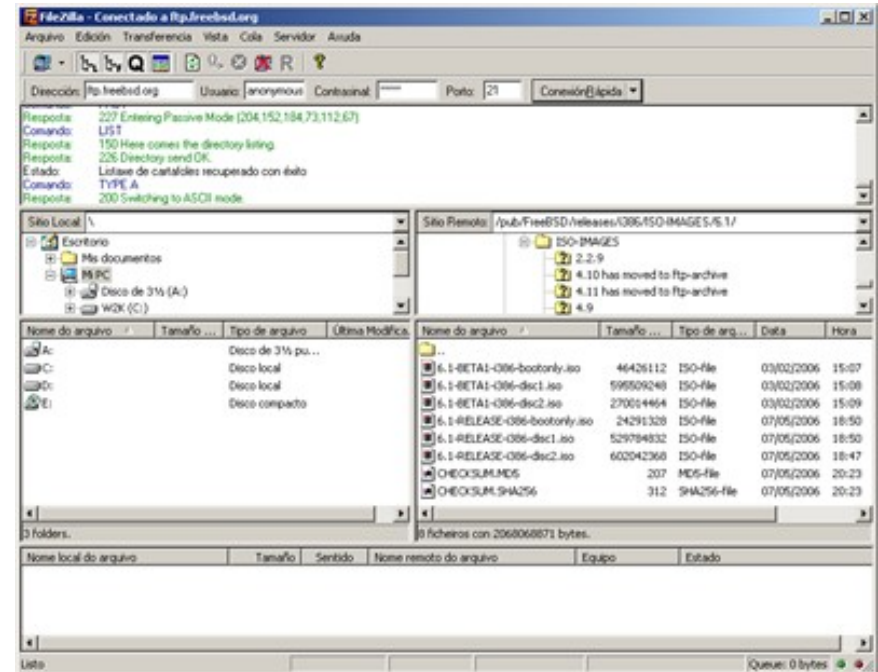 FileZilla - Conectado a ftp.freebsd.org
Arquivo Edición Transferencia Vista Cola Servidor Axuda
Dirección: ftp.freebsd.org Usuario: anonymous Contrasinal: Porto: 21 Conexión Rápida
Resposta: 227 Entering Passive Mode (204,152,184,73,112,67)
Comando: LIST
Resposta: 150 Here comes the directory listing.
Resposta: 226 Directory send OK.
Estado: Listaxe de cartafoles recuperado con éxito
Comando: TYPE A
Resposta: 200 Switching to ASCII mode.
Sitio Local: \
Escritorio
Mis documentos
Mi PC
Disco de 3½ (A:)
W2K (C:)
Sitio Remoto: /pub/FreeBSD/releases/i386/ISO-IMAGES/6.1/
ISO-IMAGES
2.2.9
4.10 has moved to ftp-archive
4.11 has moved to ftp-archive
4.9
Nome do arquivo Tamaño ... Tipo de arquivo Última Modifica
A: Disco de 3½ pu...
C: Disco local
D: Disco local
E: Disco compacto
3 folders.
Nome do arquivo Tamaño ... Tipo de arq... Data Hora
..
6.1-BETA1-i386-bootonly.iso 46426112 ISO-file 03/02/2006 15:07
6.1-BETA1-i386-disc1.iso 595509248 ISO-file 03/02/2006 15:08
6.1-BETA1-i386-disc2.iso 270014464 ISO-file 03/02/2006 15:09
6.1-RELEASE-i386-bootonly.iso 24291328 ISO-file 07/05/2006 18:50
6.1-RELEASE-i386-disc1.iso 529784832 ISO-file 07/05/2006 18:50
6.1-RELEASE-i386-disc2.iso 602042368 ISO-file 07/05/2006 18:47
CHECKSUM.MD5 207 MD5-file 07/05/2006 20:23
CHECKSUM.SHA256 312 SHA256-file 07/05/2006 20:23
8 ficheiros con 2068068871 bytes.
Nome local do arquivo Tamaño Sentido Nome remoto do arquivo Equipo Estado
Listo Queue: 0 bytes